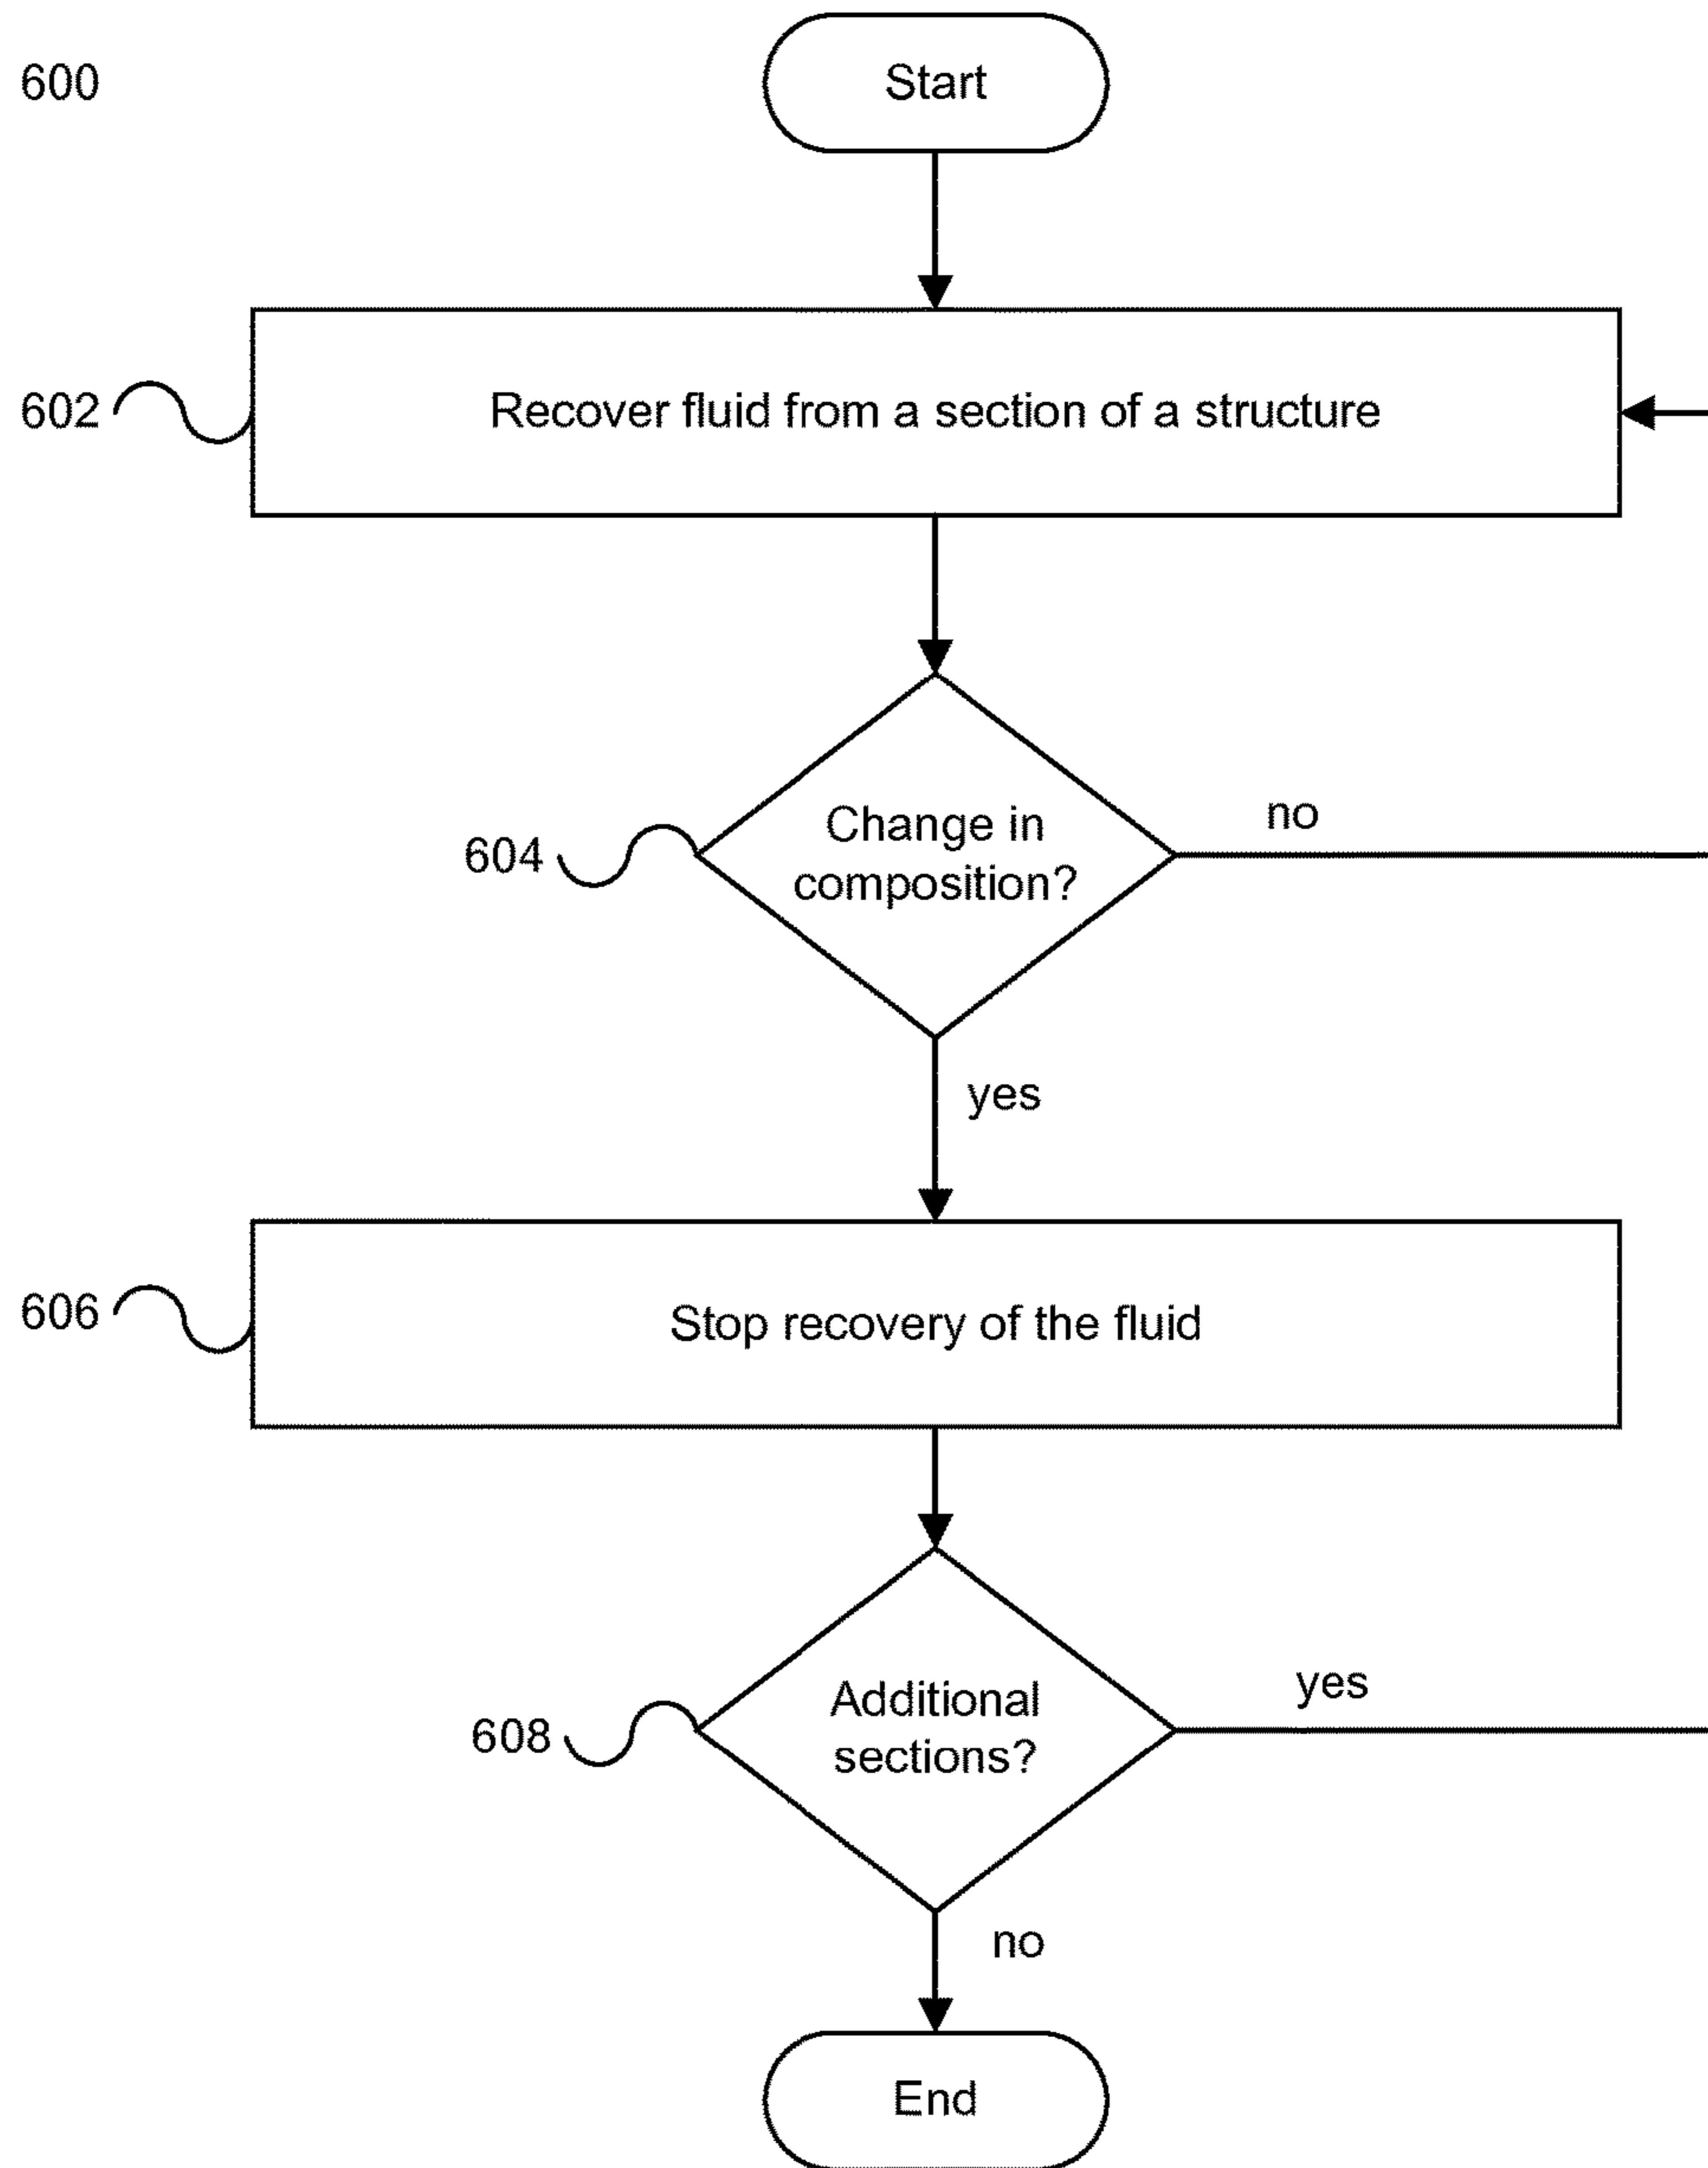 600
Start
602
Recover fluid from a section of a structure
604
Change in
composition?
no
yes
606
Stop recovery of the fluid
608
Additional
sections?
yes
no
End